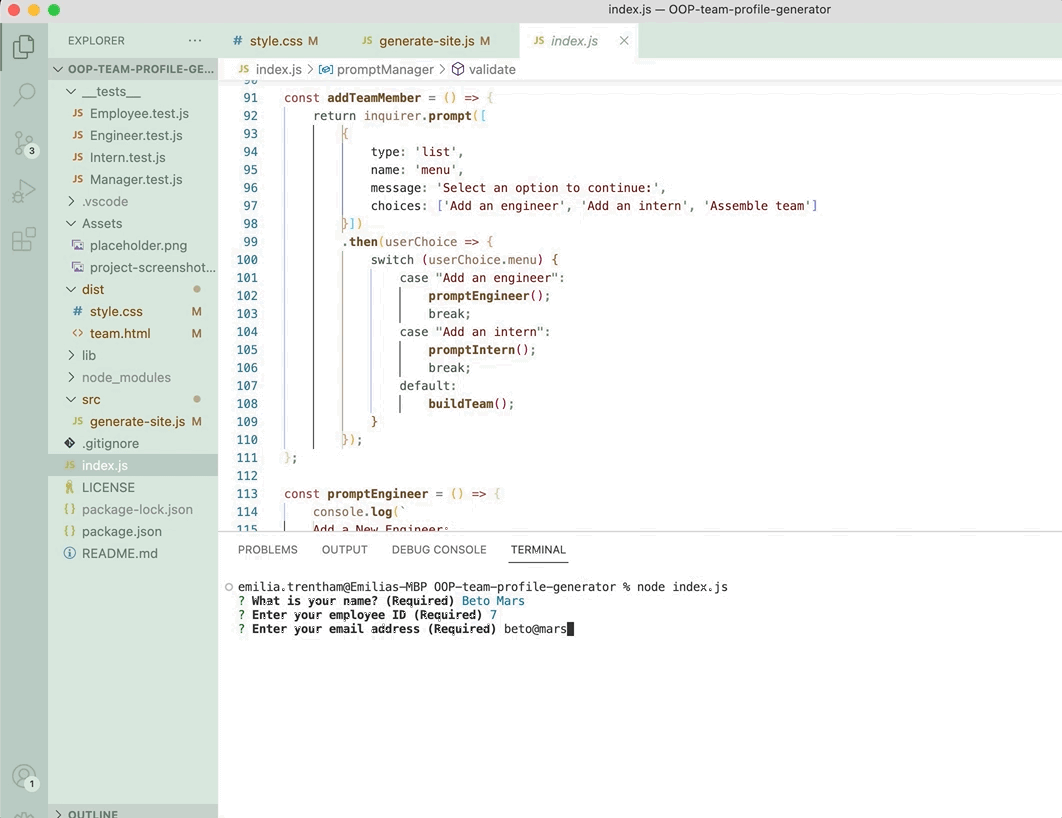 index.js — OOP-team-profile-generator
EXPLORER
style.css M
generate-site.js M
index.js
OOP-TEAM-PROFILE-GE...
index.js > promptManager > validate
__tests__
Employee.test.js
Engineer.test.js
Intern.test.js
Manager.test.js
.vscode
Assets
placeholder.png
project-screenshot...
dist
style.css M
team.html M
lib
node_modules
src
generate-site.js M
.gitignore
index.js
LICENSE
package-lock.json
package.json
README.md
OUTLINE
3
1
90
91 const addTeamMember = () => {
92 return inquirer.prompt([
93 {
94 type: 'list',
95 name: 'menu',
96 message: 'Select an option to continue:',
97 choices: ['Add an engineer', 'Add an intern', 'Assemble team']
98 }])
99 .then(userChoice => {
100 switch (userChoice.menu) {
101 case "Add an engineer":
102 promptEngineer();
103 break;
104 case "Add an intern":
105 promptIntern();
106 break;
107 default:
108 buildTeam();
109 }
110 });
111 };
112
113 const promptEngineer = () => {
114 console.log(`
115 Add a New Engineer:
PROBLEMS OUTPUT DEBUG CONSOLE TERMINAL
emilia.trentham@Emilias-MBP OOP-team-profile-generator % node index.js
? What is your name? (Required) Beto Mars
? Enter your employee ID (Required) 7
? Enter your email address (Required) beto@mars